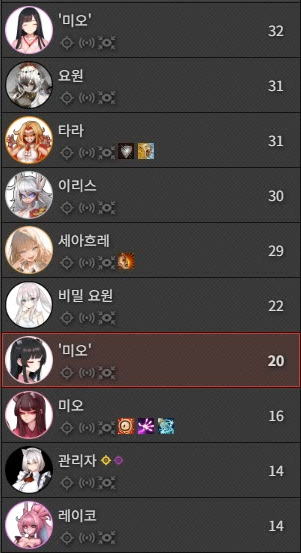 '미오' 32
요원 31
타라 31
이리스 30
세아흐레 29
비밀 요원 22
'미오' 20
미오 16
관리자 14
레이코 14